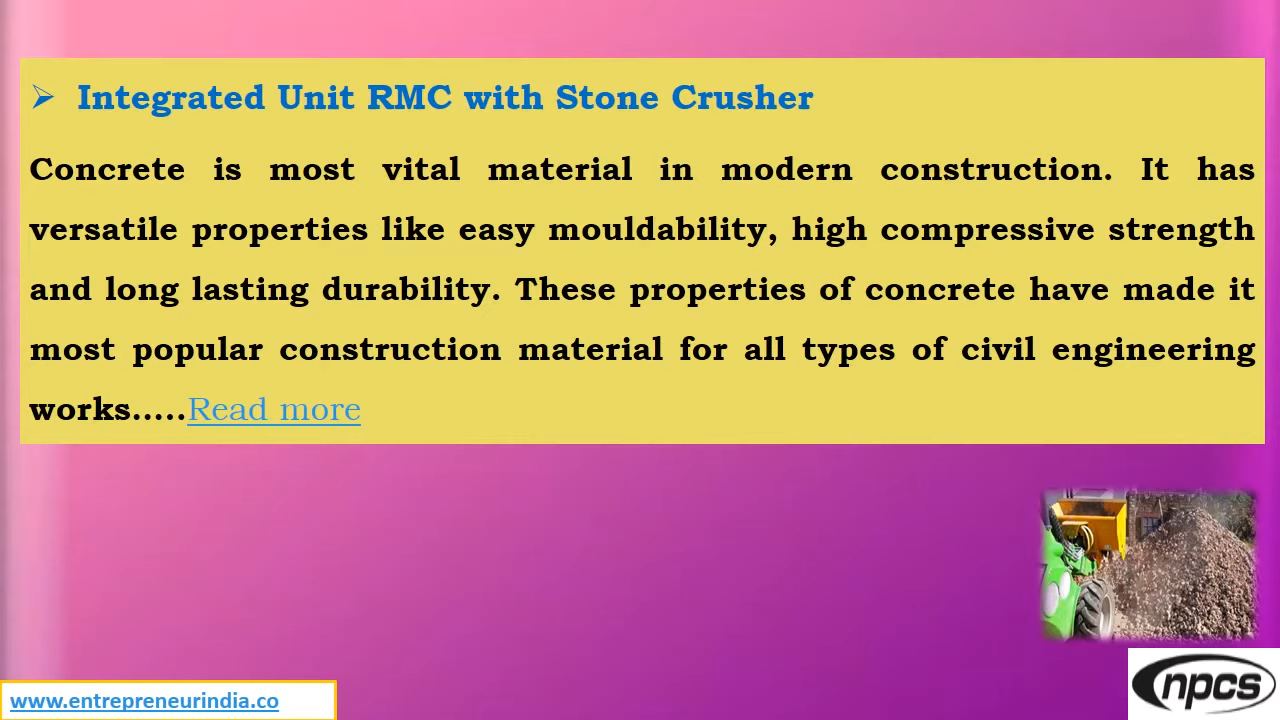 Integrated Unit RMC with Stone Crusher
Concrete is most vital material in modern construction. It has
versatile properties like easy mouldability, high compressive strength
and long lasting durability. These properties of concrete have made it
most popular construction material for all types of civil engineering
works.....Read more
www.entrepreneurindia.co
npcs